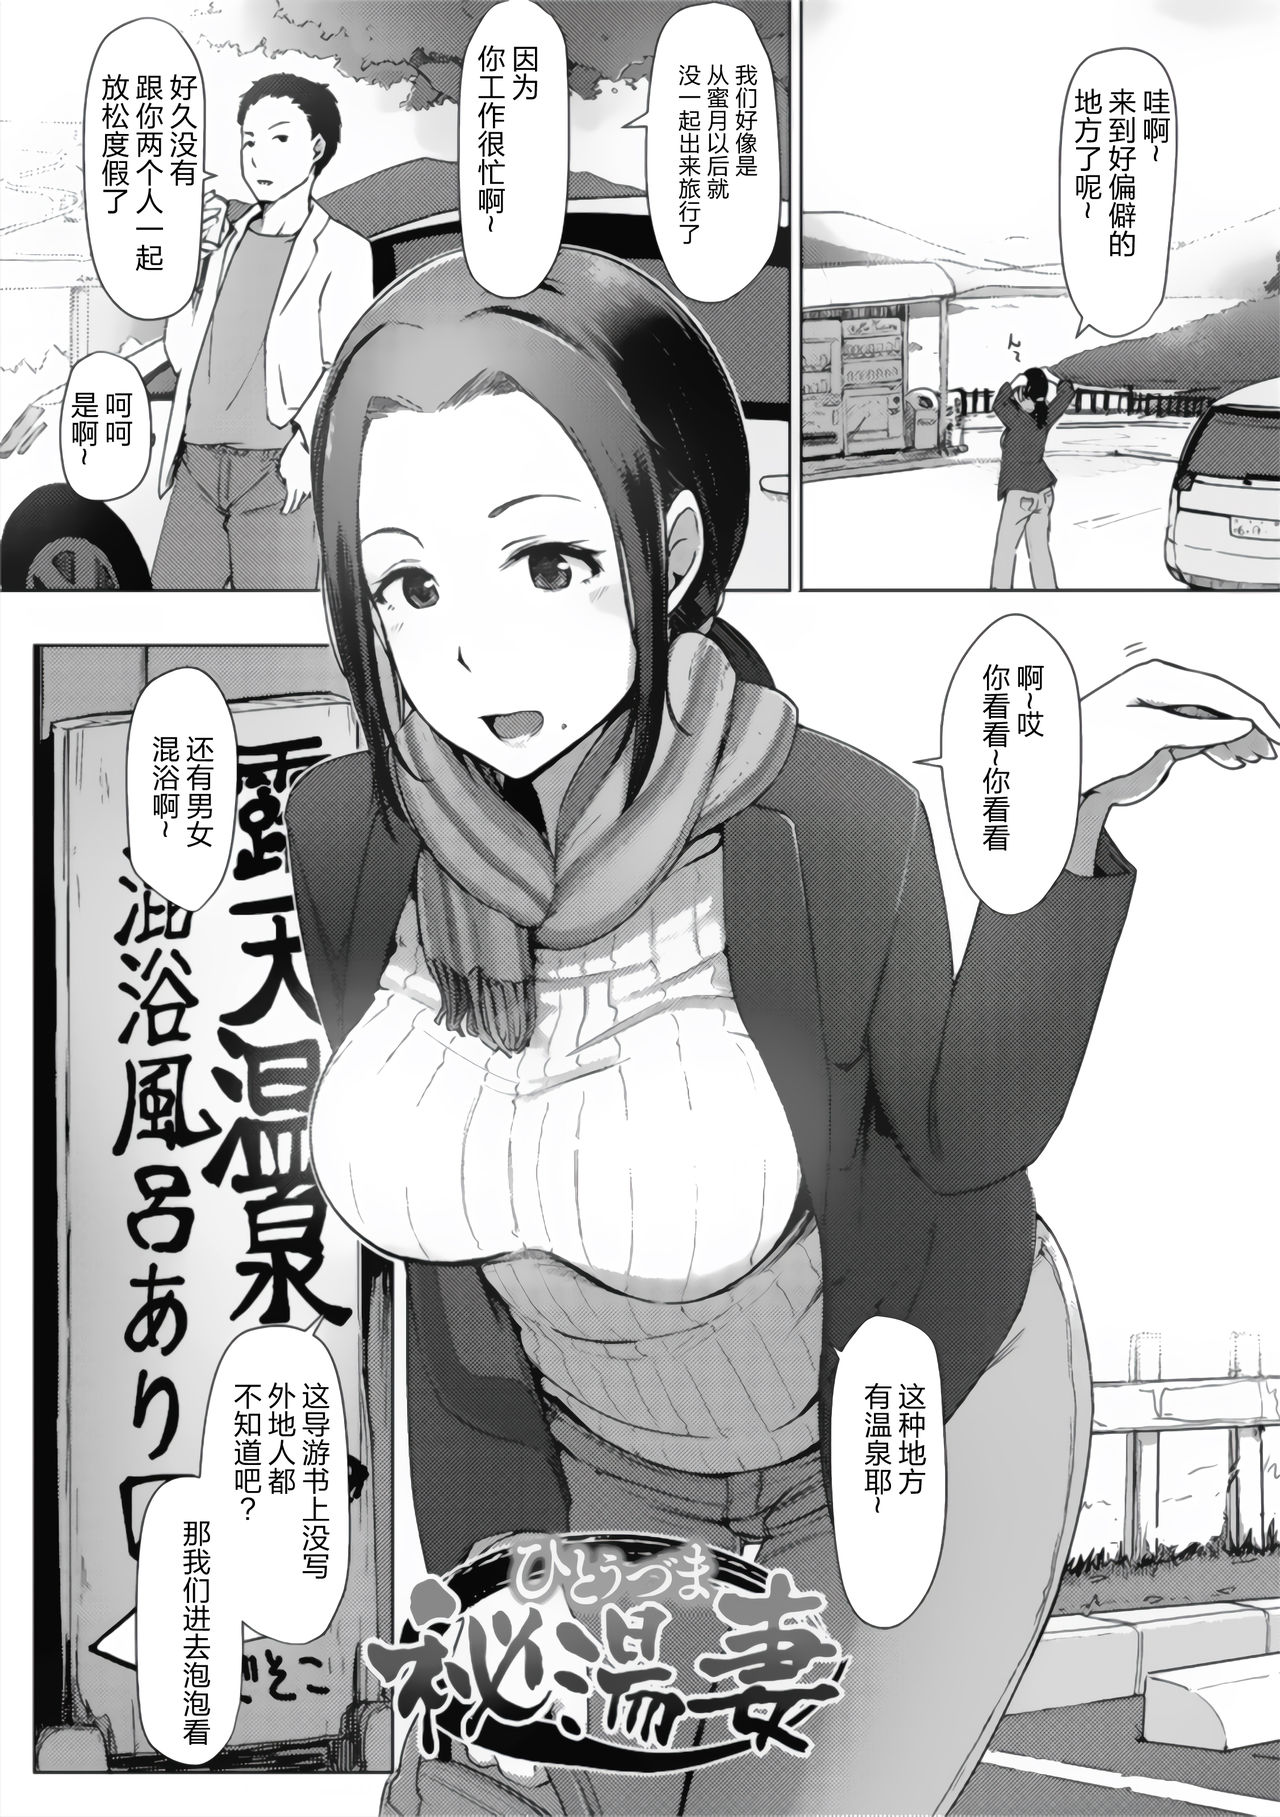 哇啊~
来到好偏僻的
地方了呢~
ん~
我们好像是
从蜜月以后就
没一起出来旅行了
因为
你工作很忙啊~
好久没有
跟你两个人一起
放松度假了
呵呵
是啊~
啊~哎
你看看~你看看
这种地方
有温泉耶~
还有男女
混浴啊~
露天温泉
混浴風呂あり
そこ
这导游书上没写
外地人都
不知道吧?
那我们进去泡泡看
ひとうづま
秘湯妻